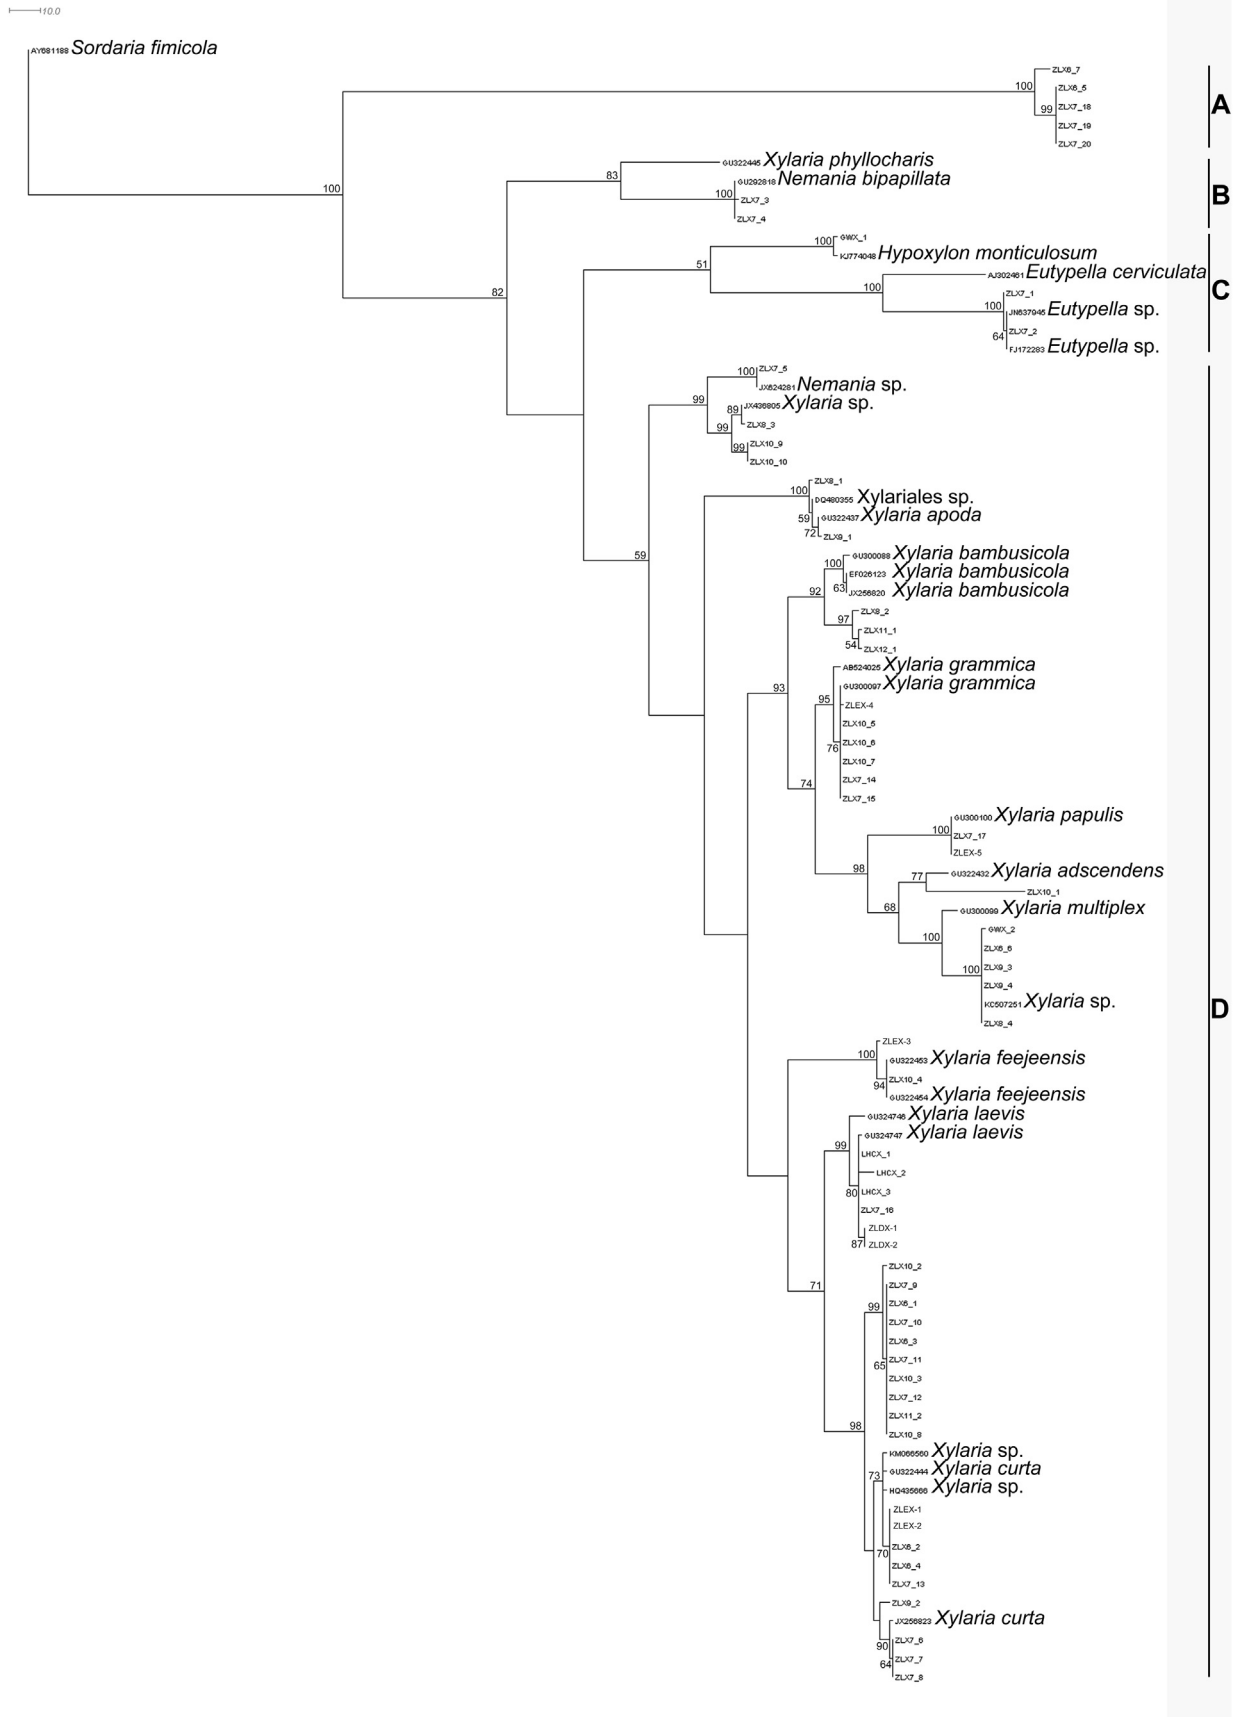 10.0
AY681188 Sordaria fimicola
ZLX6_7
100
ZLX6_5
99 ZLX7_18
A
ZLX7_19
ZLX7_20
GU322445 Xylaria phyllocharis
83
GU292818 Nemania bipapillata
100 ZLX7_3
100
B
ZLX7_4
GWX_1
100
KJ774048 Hypoxylon monticulosum
51
AJ302461 Eutypella cerviculata
100
C
82
ZLX7_1
100 JN637945 Eutypella sp.
64 ZLX7_2
FJ172283 Eutypella sp.
ZLX7_5
100
JX624281 Nemania sp.
99
JX436805 Xylaria sp.
89
ZLX8_3
99
ZLX10_9
99
ZLX10_10
ZLX8_1
100
DQ480355 Xylariales sp.
59 GU322437 Xylaria apoda
72 ZLX9_1
GU300088 Xylaria bambusicola
59
100 EF026123 Xylaria bambusicola
63 JX256820 Xylaria bambusicola
92
ZLX8_2
97
ZLX11_1
54 ZLX12_1
AB524025 Xylaria grammica
GU300097 Xylaria grammica
93
95 ZLEX-4
ZLX10_5
76 ZLX10_6
ZLX10_7
ZLX7_14
74
ZLX7_15
GU300100 Xylaria papulis
100 ZLX7_17
ZLEX-5
98
GU322432 Xylaria adscendens
77
ZLX10_1
68
GU300099 Xylaria multiplex
GWX_2
100
ZLX6_6
100 ZLX9_3
ZLX9_4
KC507251 Xylaria sp.
D
ZLX8_4
ZLEX-3
100
GU322453 Xylaria feejeensis
94 ZLX10_4
GU322454 Xylaria feejeensis
GU324746 Xylaria laevis
GU324747 Xylaria laevis
99
LHCX_1
LHCX_2
80 LHCX_3
ZLX7_16
ZLDX-1
87 ZLDX-2
ZLX10_2
71
ZLX7_9
99 ZLX6_1
ZLX7_10
ZLX6_3
65 ZLX7_11
ZLX10_3
ZLX7_12
ZLX11_2
98
ZLX10_8
KM066560 Xylaria sp.
73 GU322444 Xylaria curta
HQ435666 Xylaria sp.
ZLEX-1
ZLEX-2
70 ZLX6_2
ZLX6_4
ZLX7_13
ZLX9_2
JX256823 Xylaria curta
90 ZLX7_6
64 ZLX7_7
ZLX7_8